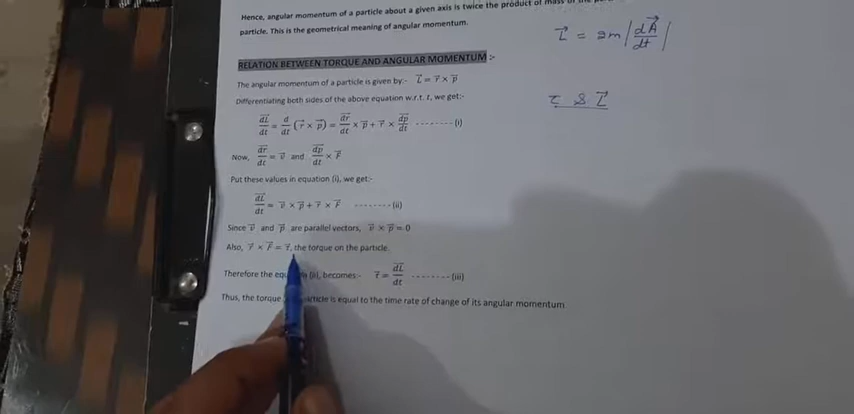 Hence, angular momentum of a particle about a given axis is twice the product of mass of the
particle. This is the geometrical meaning of angular momentum.
L⃗ = 2m |dA⃗/dt|
RELATION BETWEEN TORQUE AND ANGULAR MOMENTUM :-
The angular momentum of a particle is given by:- L⃗ = r⃗ × p⃗
Differentiating both sides of the above equation w.r.t. t, we get:-
τ & L⃗
dL⃗/dt = d/dt (r⃗ × p⃗) = dr⃗/dt × p⃗ + r⃗ × dp⃗/dt --------(i)
Now, dr⃗/dt = v⃗ and dp⃗/dt × F⃗
Put these values in equation (i), we get:-
dL⃗/dt = v⃗ × p⃗ + r⃗ × F⃗ --------(ii)
Since v⃗ and p⃗ are parallel vectors, v⃗ × p⃗ = 0
Also, r⃗ × F⃗ = τ⃗, the torque on the particle.
Therefore the (ii), becomes:- τ⃗ = dL⃗/dt --------(iii)
Thus, the torque particle is equal to the time rate of change of its angular momentum